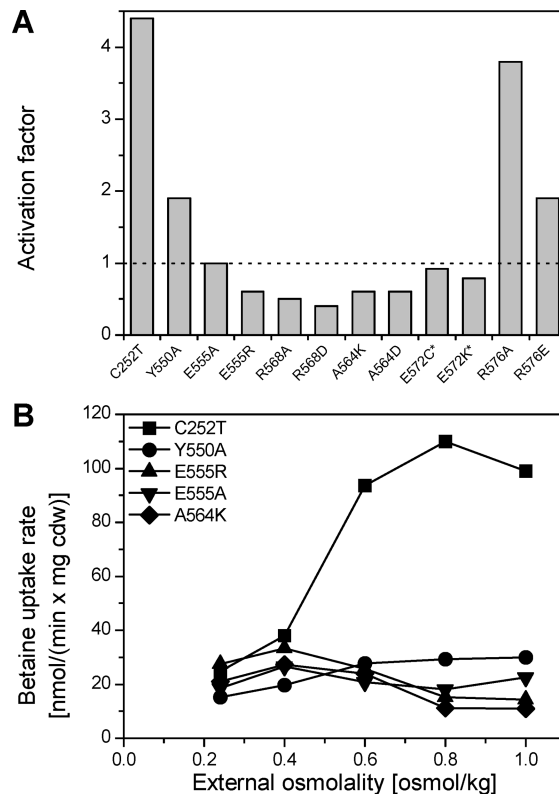 A
Activation factor
4
3
2
1
0
C252T
Y550A
E555A
E555R
R568A
R568D
A564K
A564D
E572C*
E572K*
R576A
R576E
B
Betaine uptake rate
[nmol/(min x mg cdw)]
120
100
80
60
40
20
0
C252T
Y550A
E555R
E555A
A564K
0.0
0.2
0.4
0.6
0.8
1.0
External osmolality [osmol/kg]